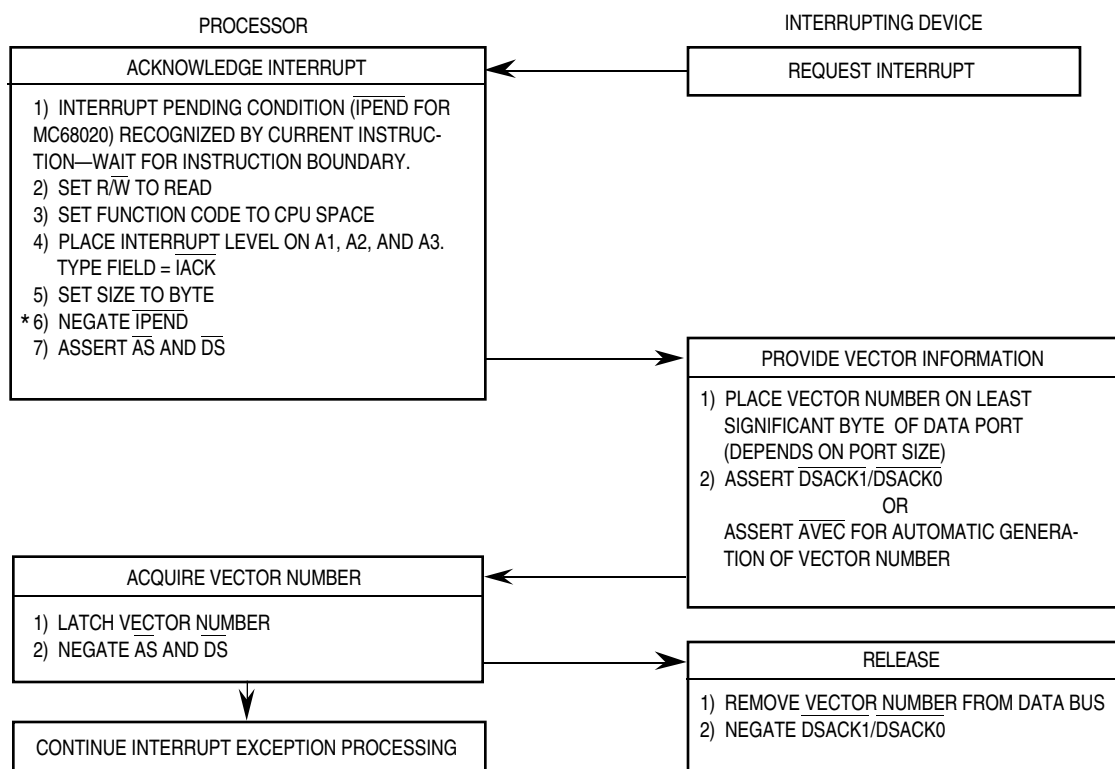 PROCESSOR
INTERRUPTING DEVICE
ACKNOWLEDGE INTERRUPT
1) INTERRUPT PENDING CONDITION (IPEND FOR
MC68020) RECOGNIZED BY CURRENT INSTRUC-
TION—WAIT FOR INSTRUCTION BOUNDARY.
2) SET R/W TO READ
3) SET FUNCTION CODE TO CPU SPACE
4) PLACE INTERRUPT LEVEL ON A1, A2, AND A3.
TYPE FIELD = IACK
5) SET SIZE TO BYTE
* 6) NEGATE IPEND
7) ASSERT AS AND DS
REQUEST INTERRUPT
PROVIDE VECTOR INFORMATION
1) PLACE VECTOR NUMBER ON LEAST
SIGNIFICANT BYTE OF DATA PORT
(DEPENDS ON PORT SIZE)
2) ASSERT DSACK1/DSACK0
OR
ASSERT AVEC FOR AUTOMATIC GENERA-
TION OF VECTOR NUMBER
ACQUIRE VECTOR NUMBER
1) LATCH VECTOR NUMBER
2) NEGATE AS AND DS
RELEASE
1) REMOVE VECTOR NUMBER FROM DATA BUS
2) NEGATE DSACK1/DSACK0
CONTINUE INTERRUPT EXCEPTION PROCESSING